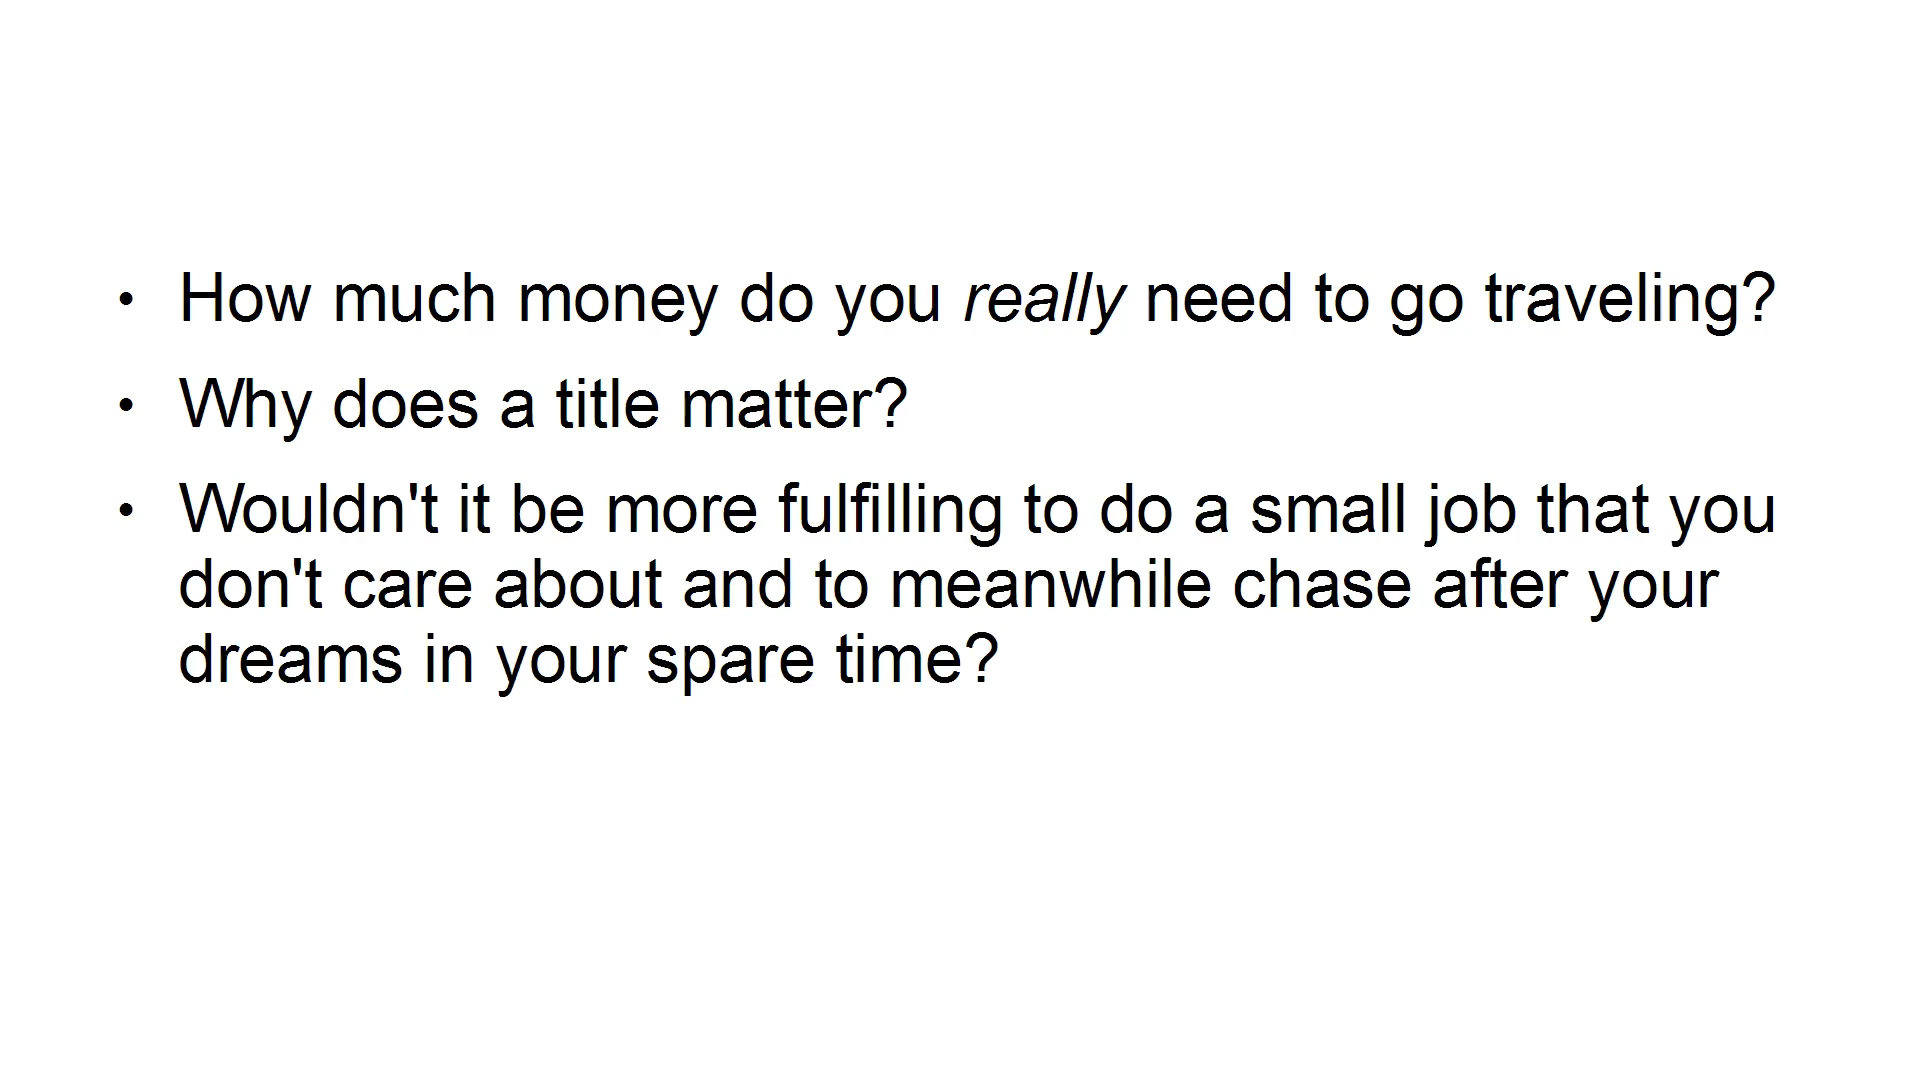 • How much money do you really need to go traveling?
• Why does a title matter?
• Wouldn't it be more fulfilling to do a small job that you
don't care about and to meanwhile chase after your
dreams in your spare time?